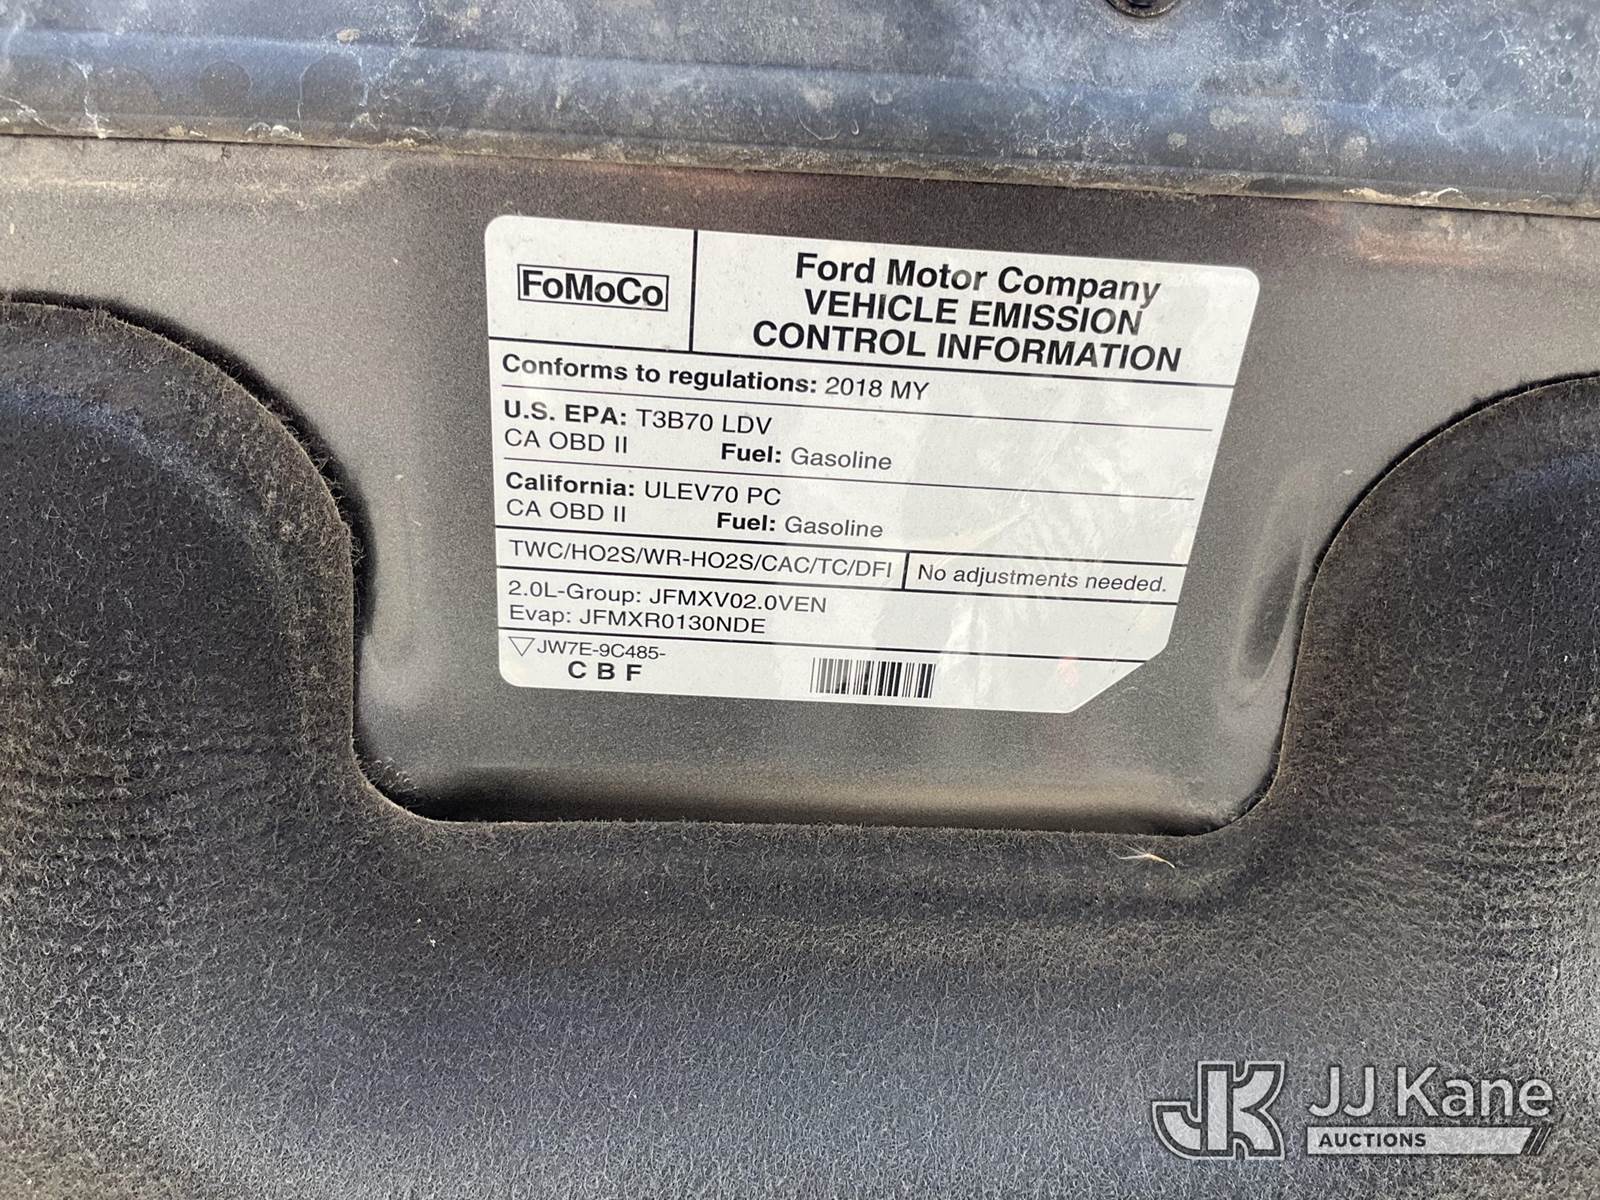 FoMoCo
Ford Motor Company
VEHICLE EMISSION
CONTROL INFORMATION
Conforms to regulations: 2018 MY
U.S. EPA: T3B70 LDV
CA OBD II Fuel: Gasoline
California: ULEV70 PC
CA OBD II Fuel: Gasoline
TWC/HO2S/WR-HO2S/CAC/TC/DFI
No adjustments needed.
2.0L-Group: JFMXV02.0VEN
Evap: JFMXR0130NDE
JW7E-9C485-
C B F
JK JJ Kane
AUCTIONS